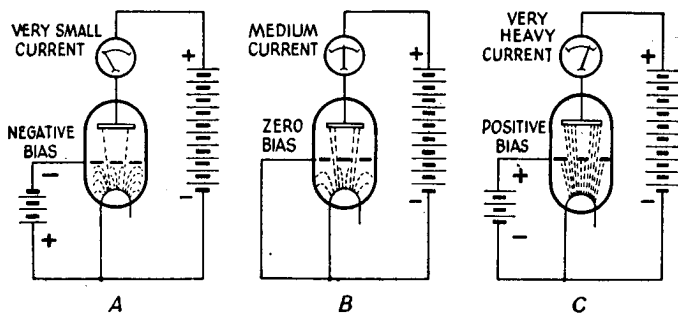 VERY SMALL
CURRENT
+
NEGATIVE
BIAS
−
+
−
A
MEDIUM
CURRENT
+
ZERO
BIAS
−
B
VERY
HEAVY
CURRENT
+
POSITIVE
BIAS
+
−
−
C